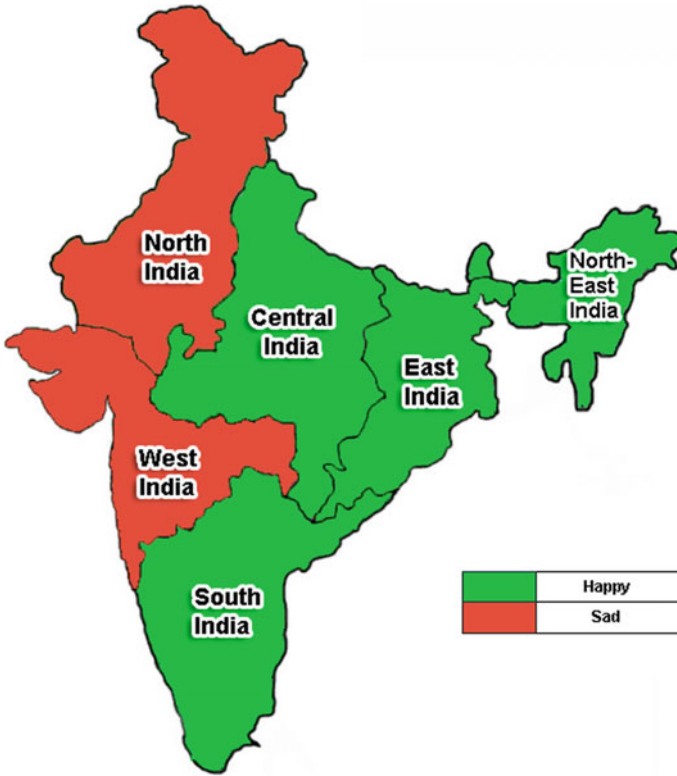 North
India
North-
East
India
Central
India
East
India
West
India
South
India
Happy
Sad